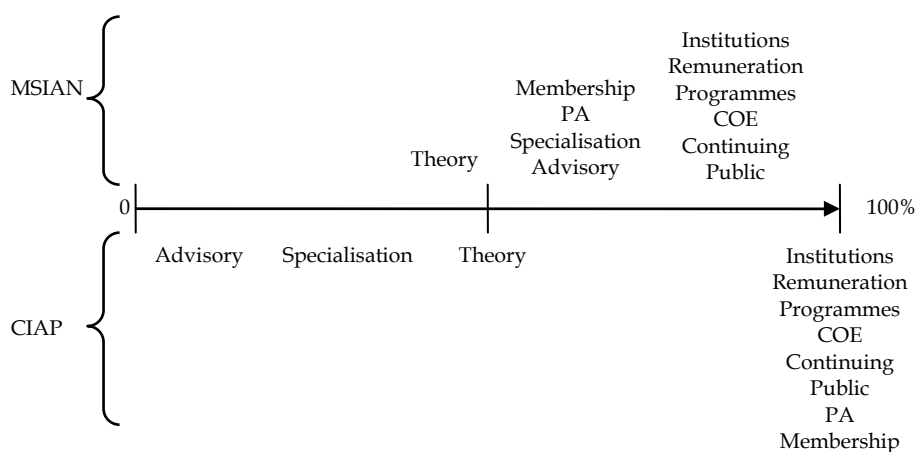 MSIAN
Institutions
Remuneration
Programmes
COE
Continuing
Public
Membership
PA
Specialisation
Advisory
Theory
0
100%
Advisory
Specialisation
Theory
Institutions
Remuneration
Programmes
COE
Continuing
Public
PA
Membership
CIAP